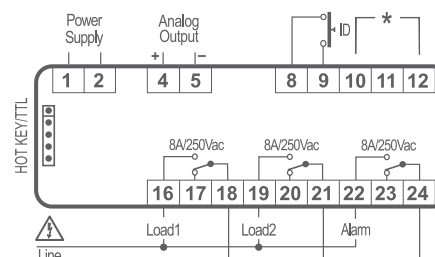 Power Supply
Analog Output
+ −
ID
*
1 2 4 5 8 9 10 11 12
HOT KEY/TTL
8A/250Vac 8A/250Vac 8A/250Vac
16 17 18 19 20 21 22 23 24
Load1 Load2 Alarm
Line